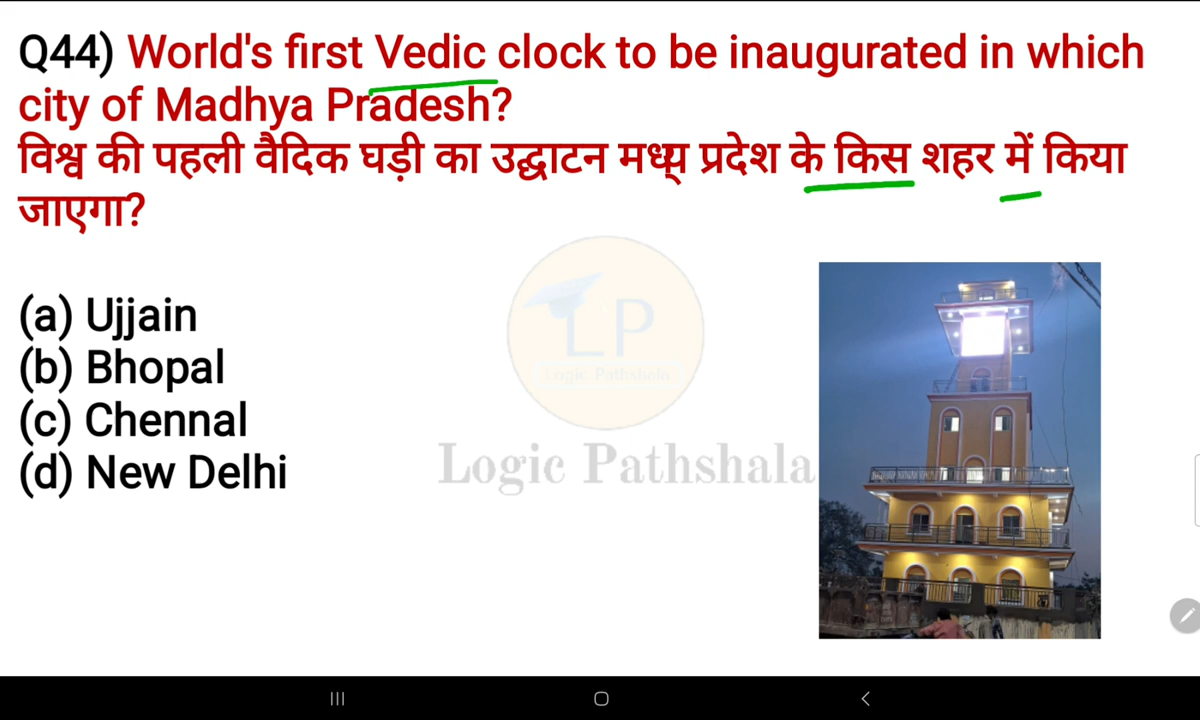 Q44) World's first Vedic clock to be inaugurated in which
city of Madhya Pradesh?
विश्व की पहली वैदिक घड़ी का उद्घाटन मध्य प्रदेश के किस शहर में किया
जाएगा?
(a) Ujjain
(b) Bhopal
(c) Chennal
(d) New Delhi
LP
Logic Pathshala
Logic Pathshala